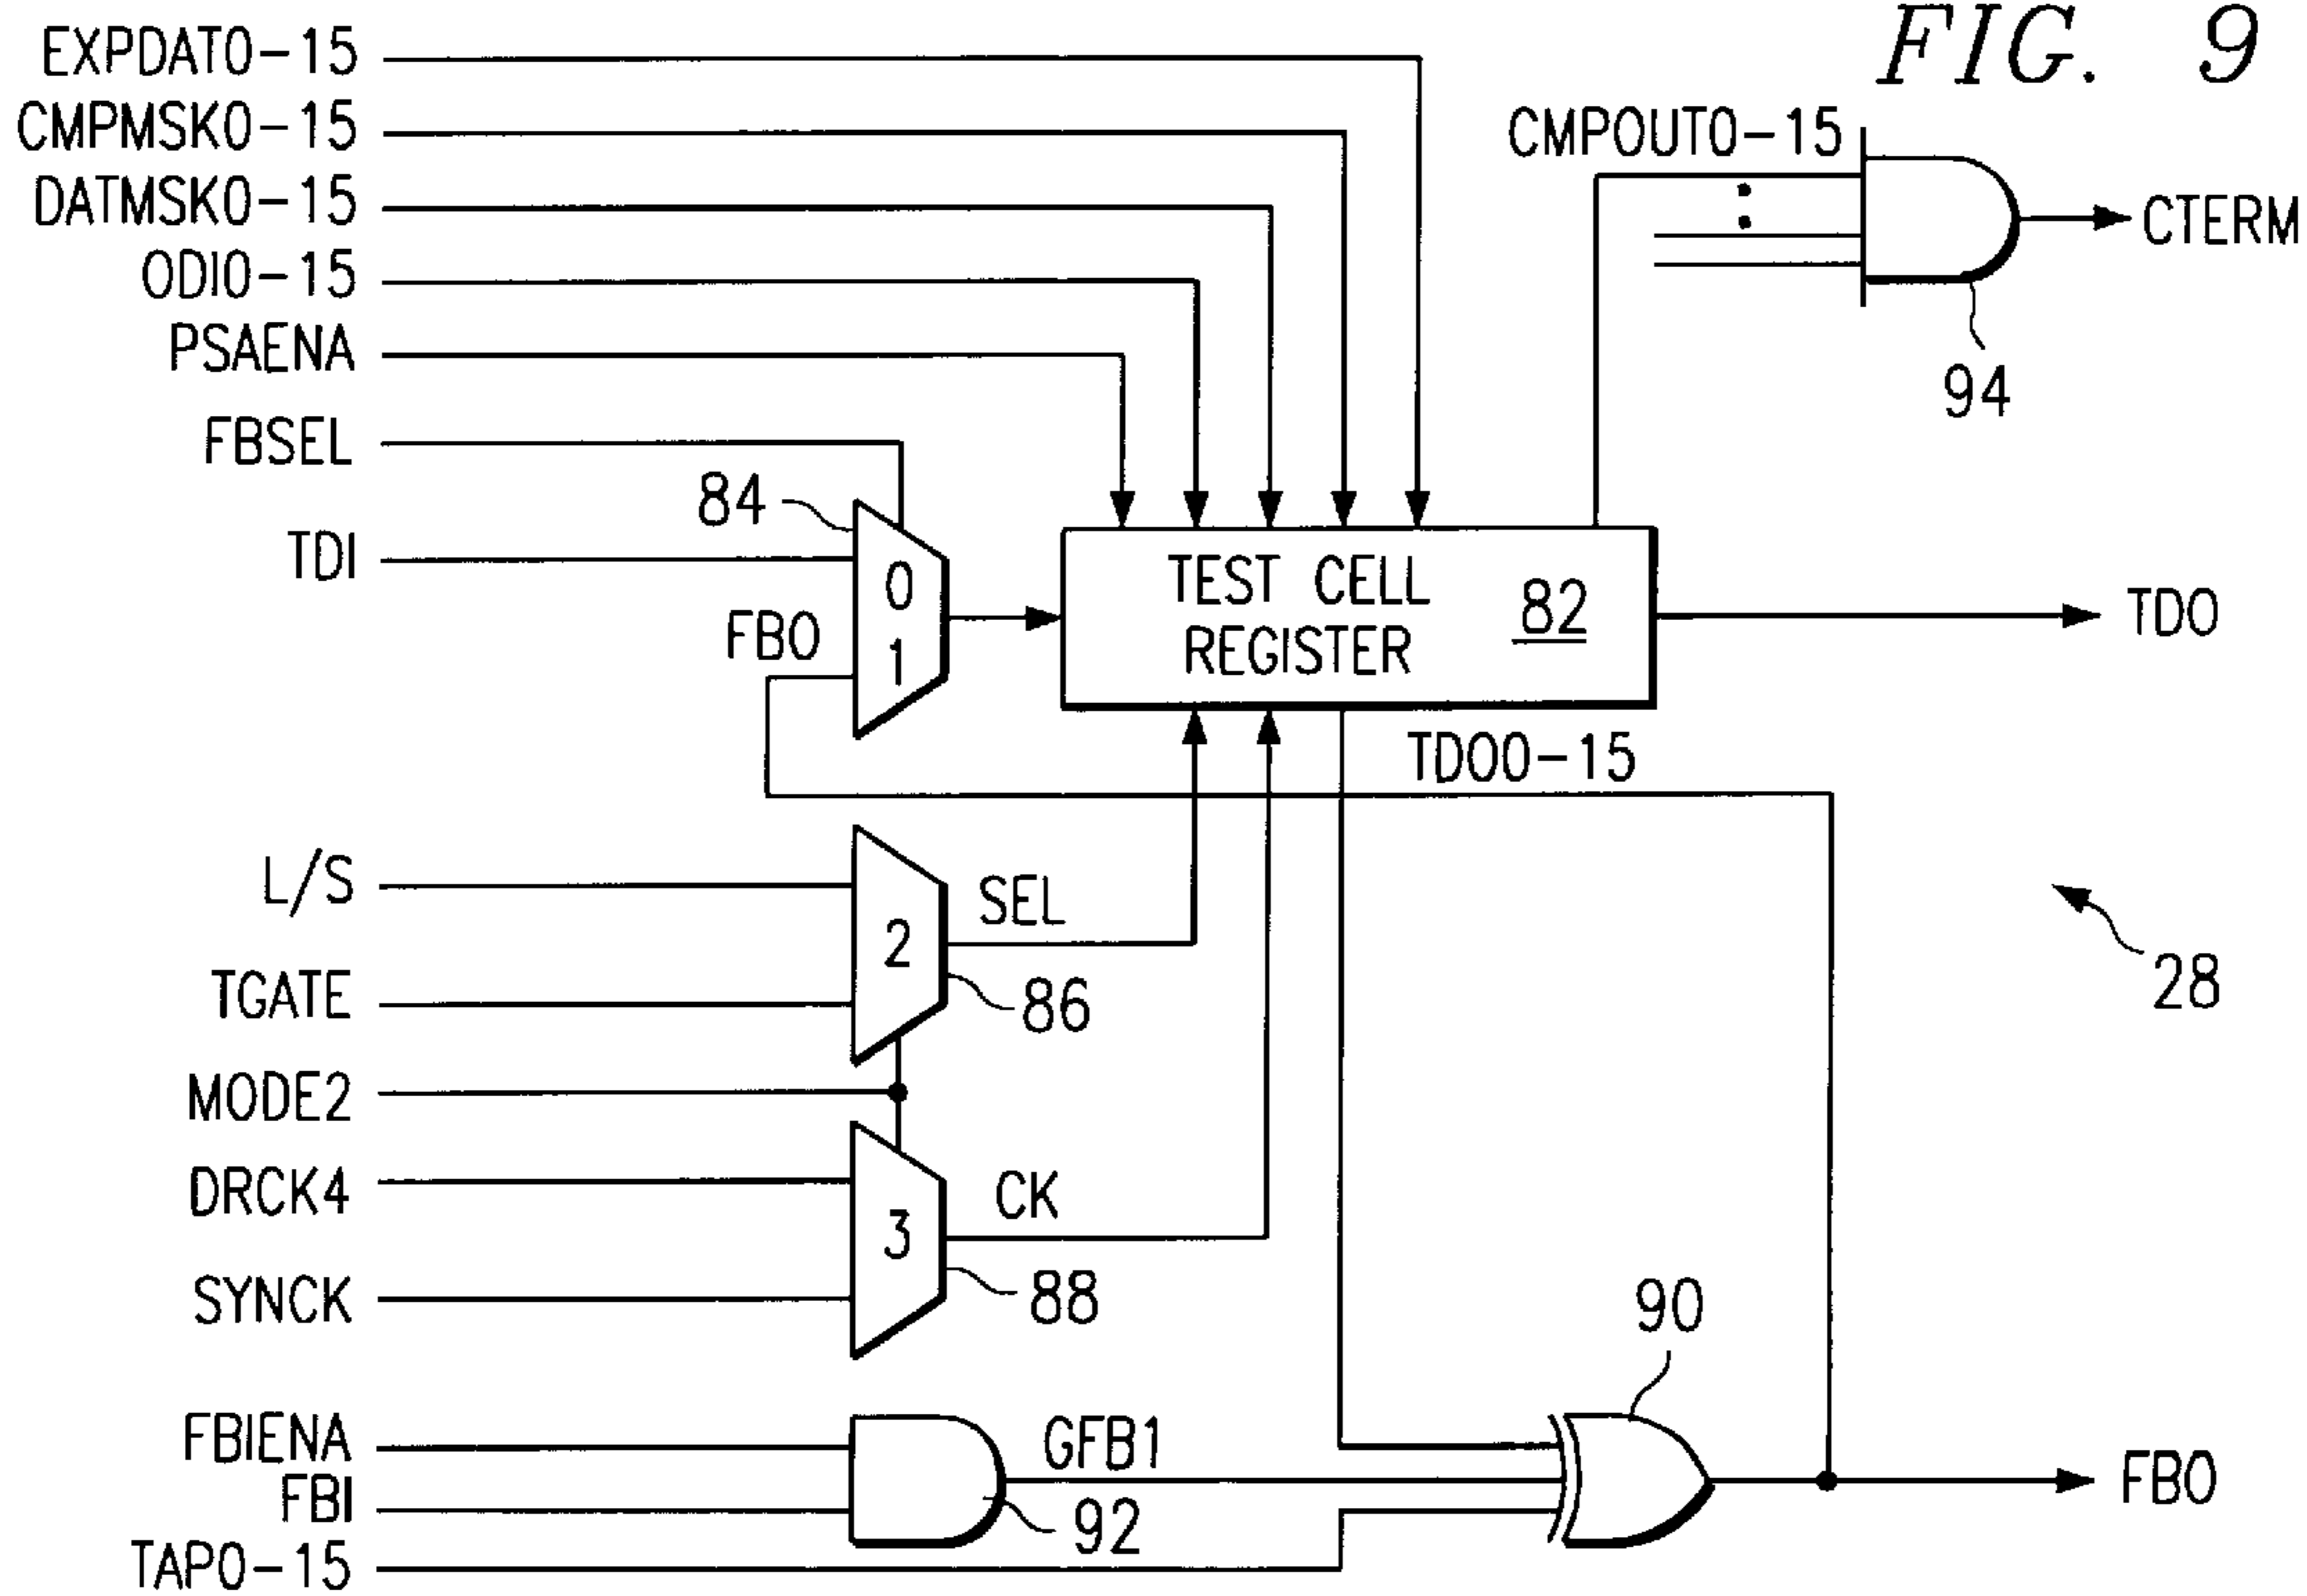 FIG. 9
EXPDAT0-15
CMPMSK0-15
CMPOUT0-15
DATMSK0-15
CTERM
ODI0-15
PSAENA
94
FBSEL
84
TDI
0
TEST CELL
82
TDO
FBO
1
REGISTER
TDO0-15
L/S
SEL
2
28
TGATE
86
MODE2
DRCK4
CK
3
SYNCK
88
90
FBIENA
GFB1
FBI
FBO
92
TAP0-15